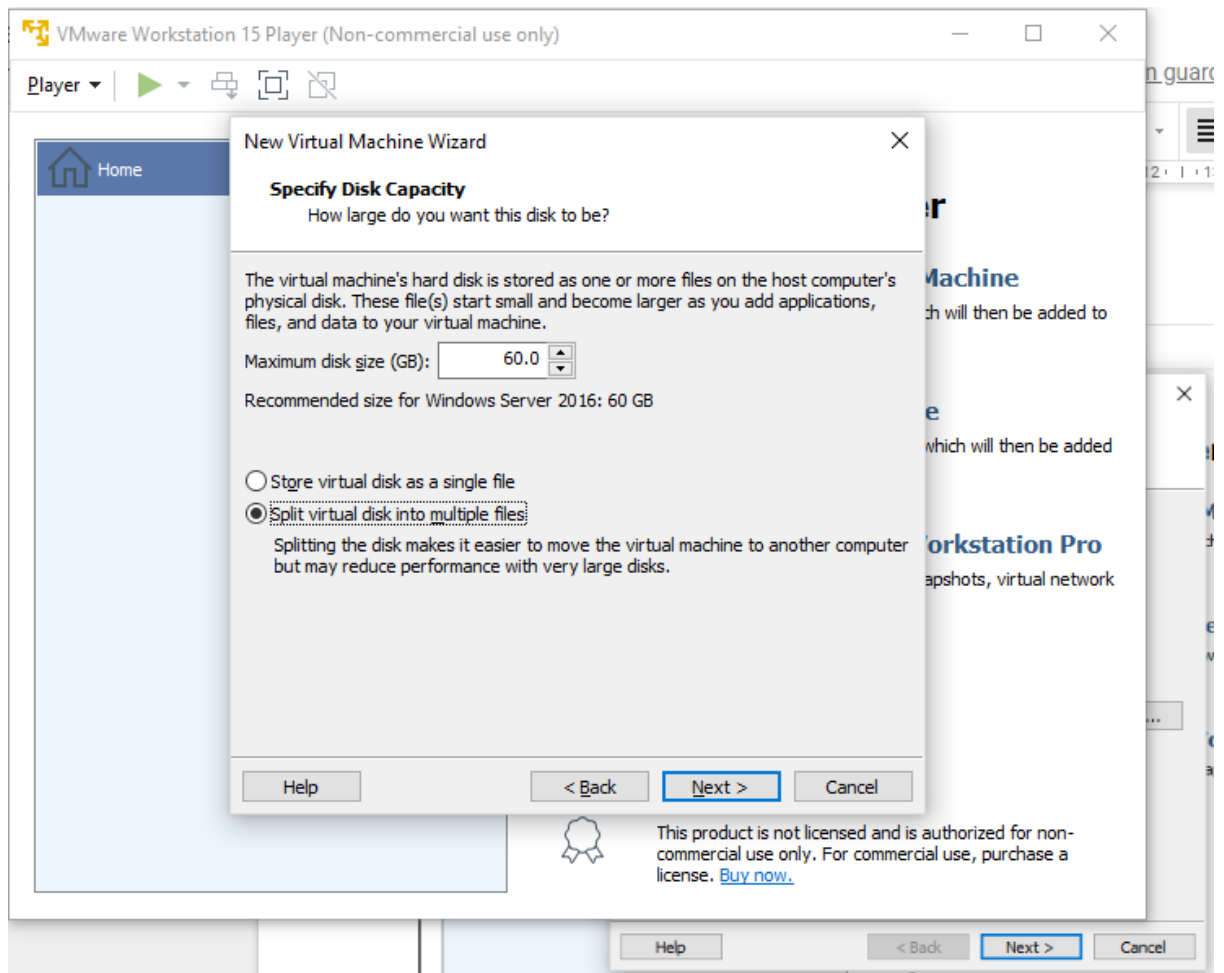 VMware Workstation 15 Player (Non-commercial use only)
Player
n guard
Home
New Virtual Machine Wizard
Specify Disk Capacity
How large do you want this disk to be?
The virtual machine's hard disk is stored as one or more files on the host computer's
physical disk. These file(s) start small and become larger as you add applications,
files, and data to your virtual machine.
Maximum disk size (GB): 60.0
Recommended size for Windows Server 2016: 60 GB
Store virtual disk as a single file
Split virtual disk into multiple files
Splitting the disk makes it easier to move the virtual machine to another computer
but may reduce performance with very large disks.
Help < Back Next > Cancel
er
Machine
ch will then be added to
e
which will then be added
orkstation Pro
apshots, virtual network
...
This product is not licensed and is authorized for non-
commercial use only. For commercial use, purchase a
license. Buy now.
Help < Back Next > Cancel